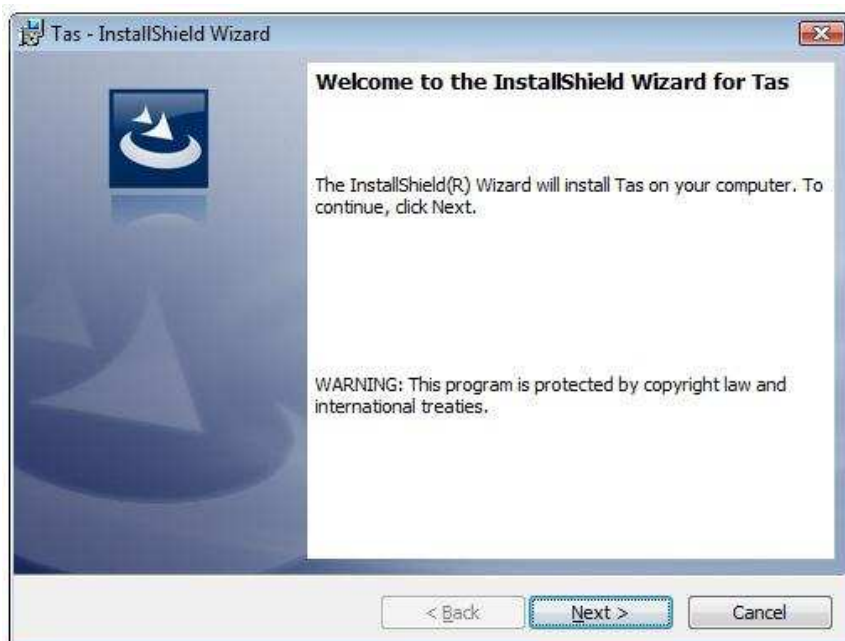 Tas - InstallShield Wizard
Welcome to the InstallShield Wizard for Tas
The InstallShield(R) Wizard will install Tas on your computer. To
continue, click Next.
WARNING: This program is protected by copyright law and
international treaties.
< Back
Next >
Cancel